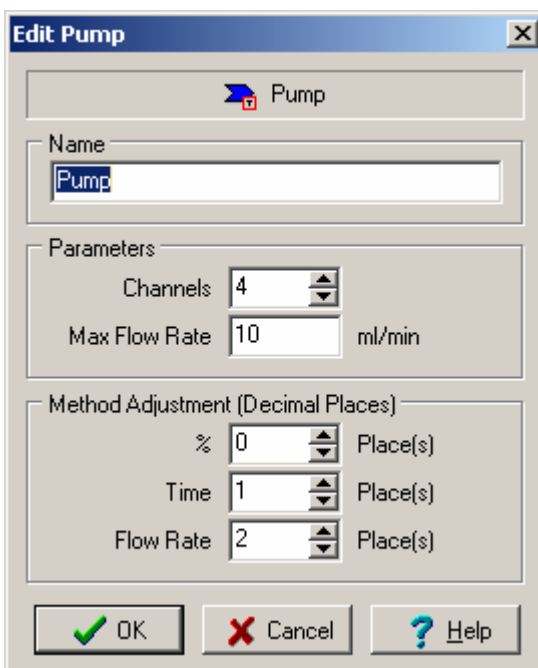 Edit Pump
Pump
Name
Pump
Parameters
Channels 4
Max Flow Rate 10 ml/min
Method Adjustment (Decimal Places)
% 0 Place(s)
Time 1 Place(s)
Flow Rate 2 Place(s)
OK Cancel Help